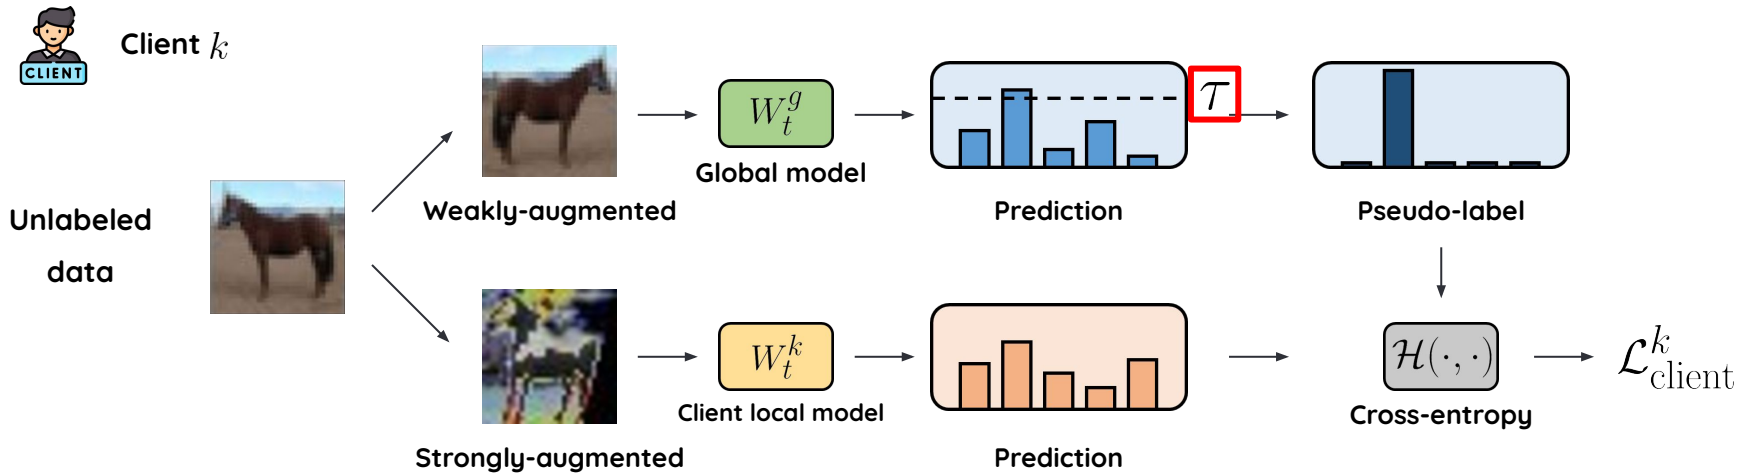 CLIENT
Client k
Unlabeled
data
Weakly-augmented
W_t^g
Global model
Prediction
τ
Pseudo-label
Strongly-augmented
W_t^k
Client local model
Prediction
ℋ(·,·)
Cross-entropy
ℒ_client^k